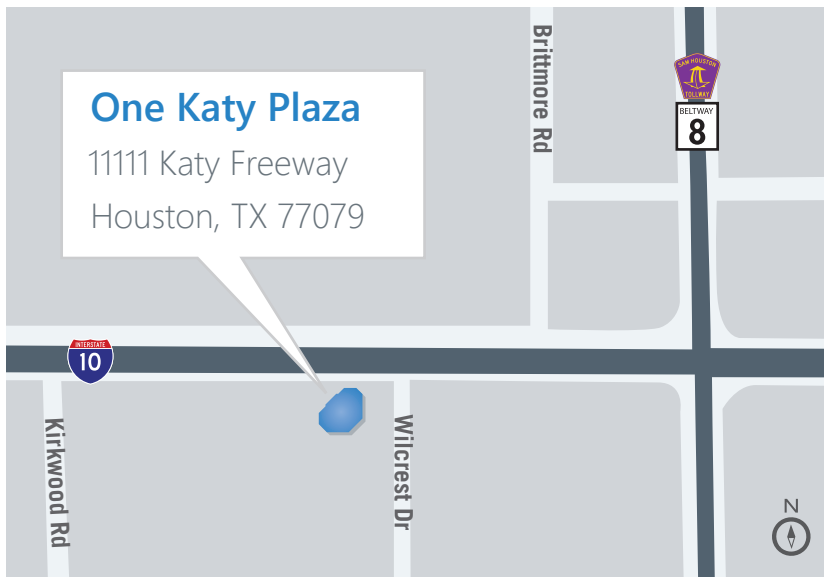 One Katy Plaza
11111 Katy Freeway
Houston, TX 77079
Brittmore Rd
SAM HOUSTON
TOLLWAY
BELTWAY
8
INTERSTATE
10
Kirkwood Rd
Wilcrest Dr
N